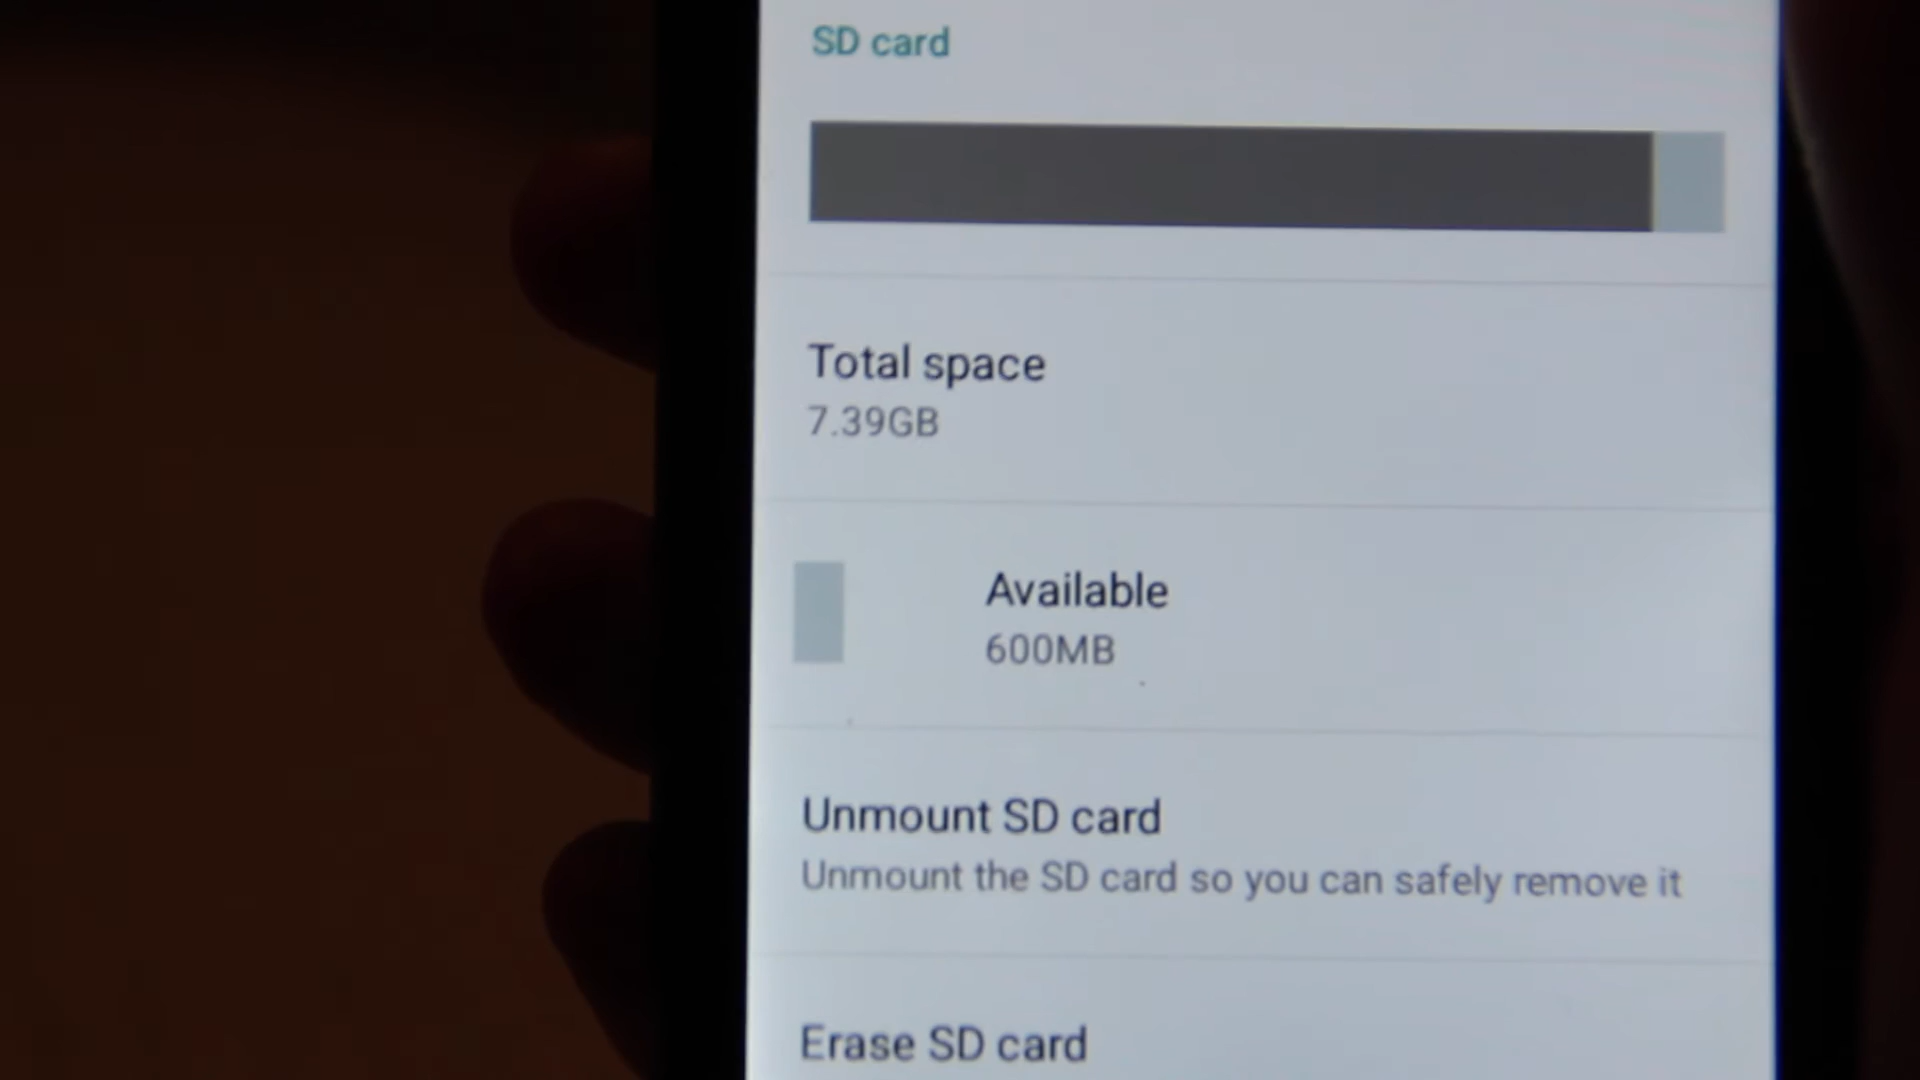 SD card
Total space
7.39GB
Available
600MB
Unmount SD card
Unmount the SD card so you can safely remove it
Erase SD card